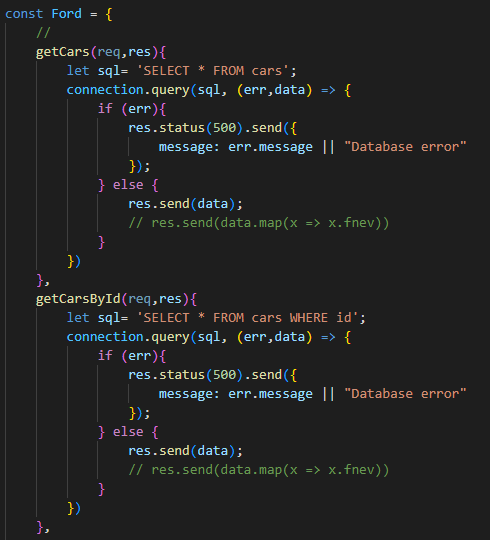 const Ford = {
    //
    getCars(req,res){
        let sql= 'SELECT * FROM cars';
        connection.query(sql, (err,data) => {
            if (err){
                res.status(500).send({
                    message: err.message || "Database error"
                });
            } else {
                res.send(data);
                // res.send(data.map(x => x.fnev))
            }
        })
    },
    getCarsById(req,res){
        let sql= 'SELECT * FROM cars WHERE id';
        connection.query(sql, (err,data) => {
            if (err){
                res.status(500).send({
                    message: err.message || "Database error"
                });
            } else {
                res.send(data);
                // res.send(data.map(x => x.fnev))
            }
        })
    },